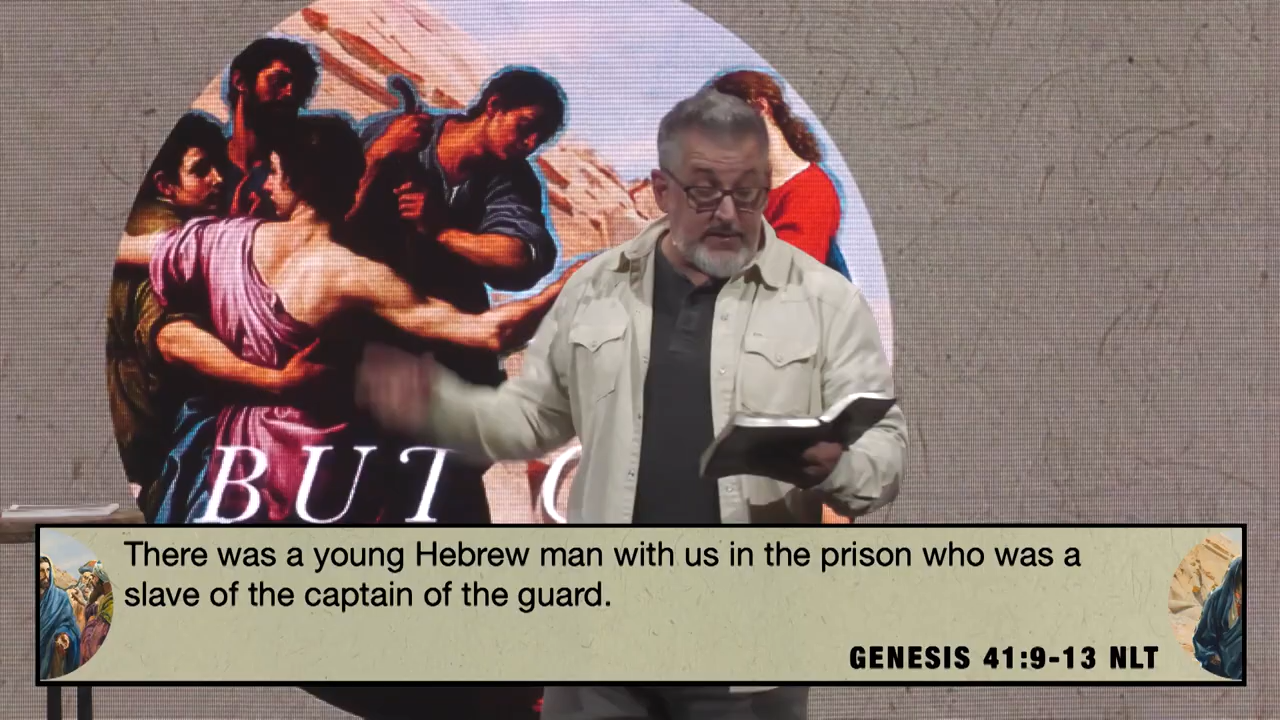 BUT
There was a young Hebrew man with us in the prison who was a
slave of the captain of the guard.
GENESIS 41:9-13 NLT